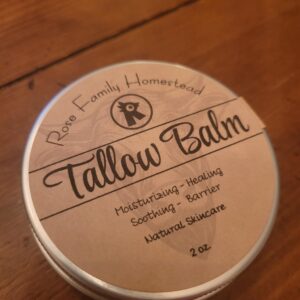 Rose Family Homestead
R
Tallow Balm
Moisturizing - Healing
Soothing - Barrier
Natural Skincare
2 oz.